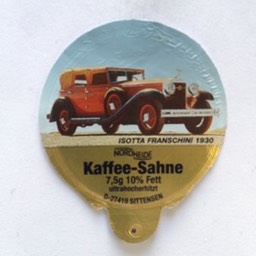 ISOTTA FRANSCHINI 1930
NORDHEIDE
Kaffee-Sahne
7,5g 10% Fett
ultrahocherhitzt
D-27419 SITTENSEN